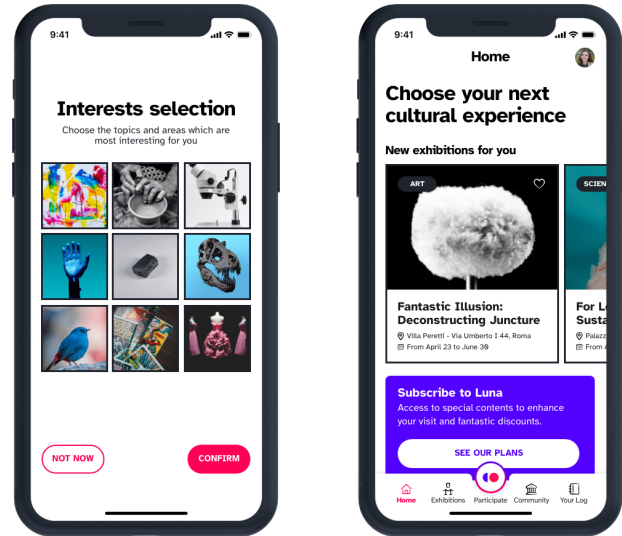 9:41
Interests selection
Choose the topics and areas which are
most interesting for you
NOT NOW
CONFIRM
9:41
Home
Choose your next
cultural experience
New exhibitions for you
ART
SCIEN
Fantastic Illusion:
Deconstructing Juncture
Villa Peretti - Via Umberto I 44, Roma
From April 23 to June 30
For L
Susta
Palazz
From A
Subscribe to Luna
Access to special contents to enhance
your visit and fantastic discounts.
SEE OUR PLANS
Home
Exhibitions
Participate
Community
Your Log